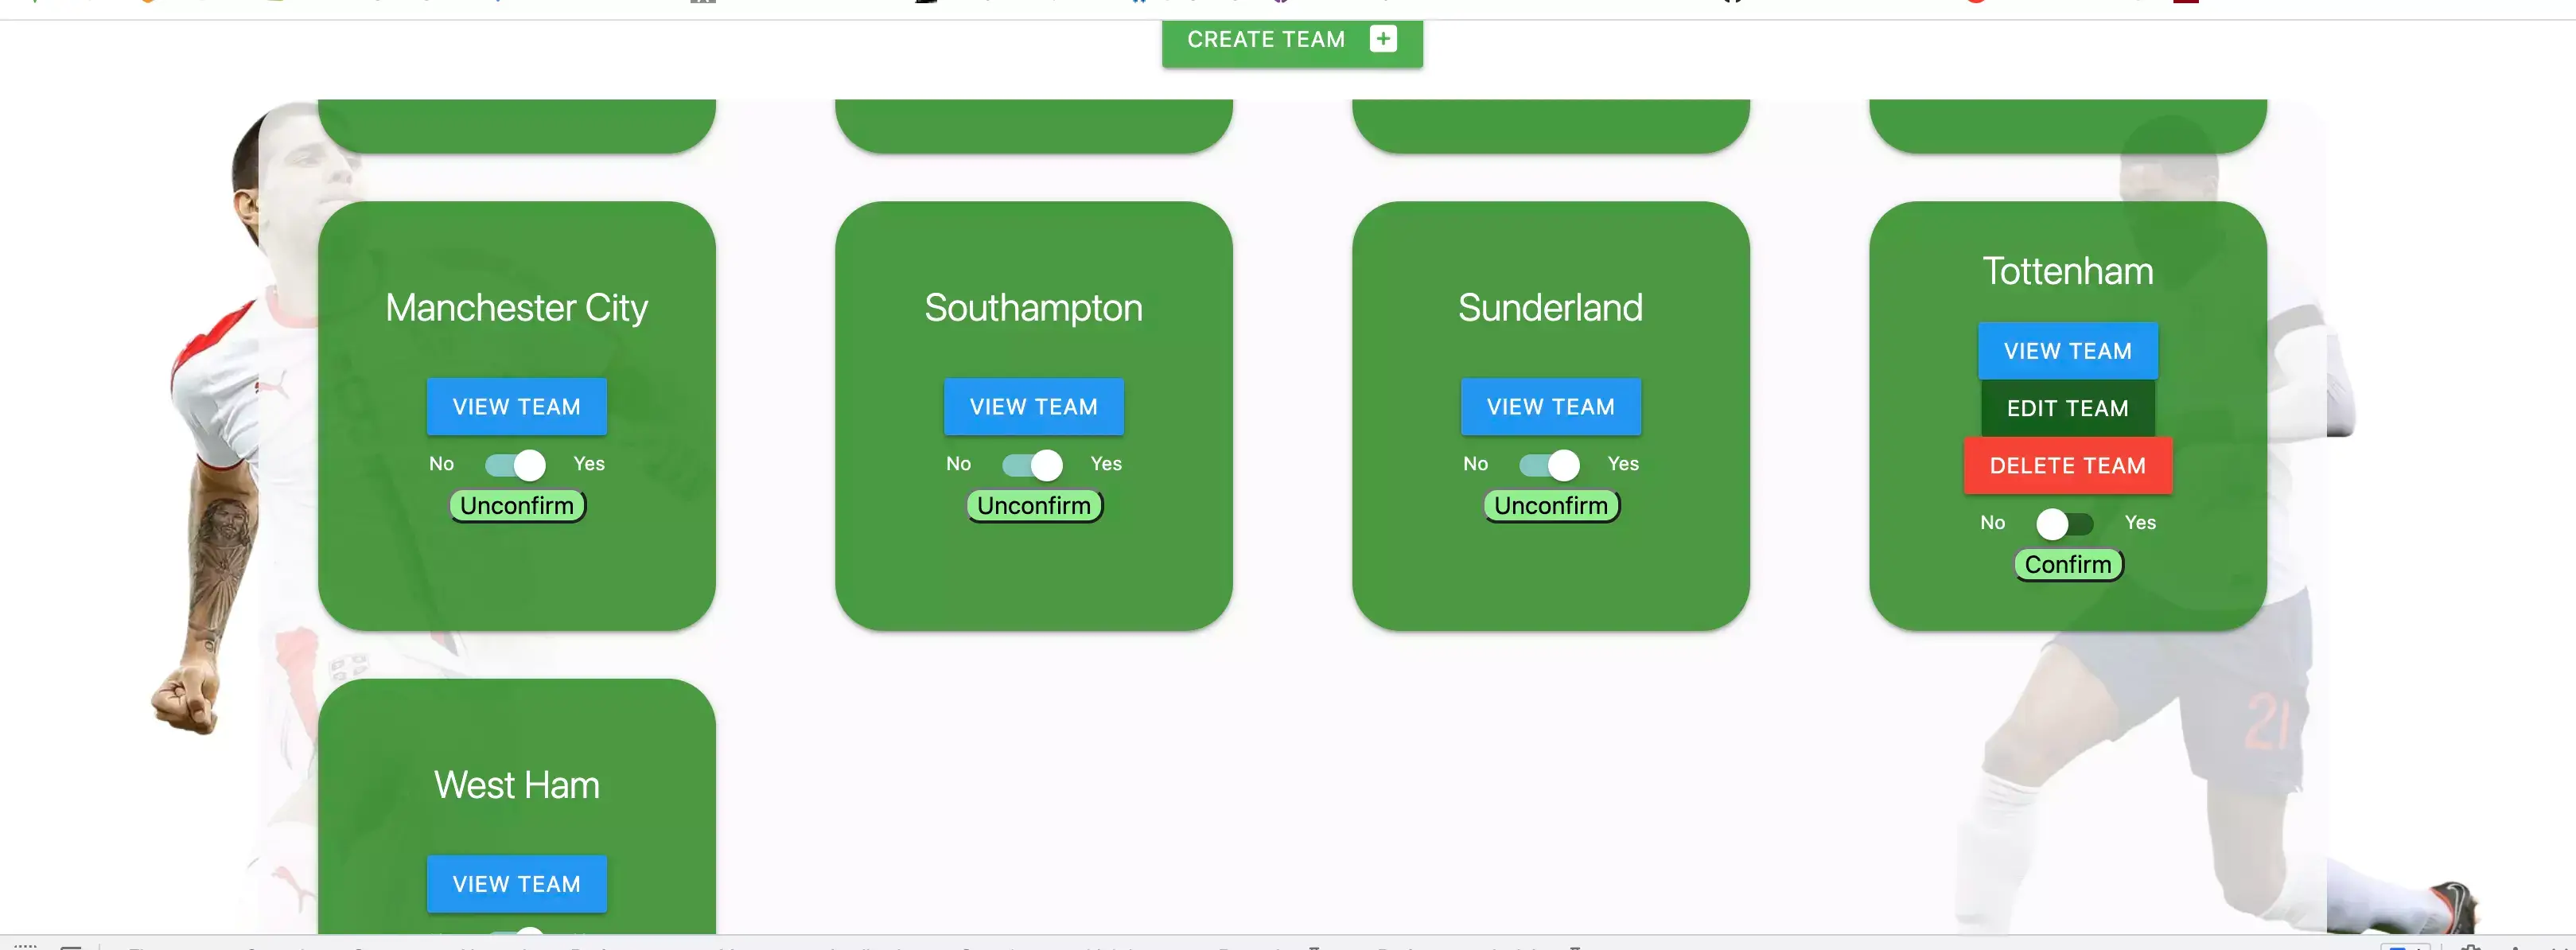 CREATE TEAM
Manchester City
VIEW TEAM
No Yes
Unconfirm
Southampton
VIEW TEAM
No Yes
Unconfirm
Sunderland
VIEW TEAM
No Yes
Unconfirm
Tottenham
VIEW TEAM
EDIT TEAM
DELETE TEAM
No Yes
Confirm
21
West Ham
VIEW TEAM